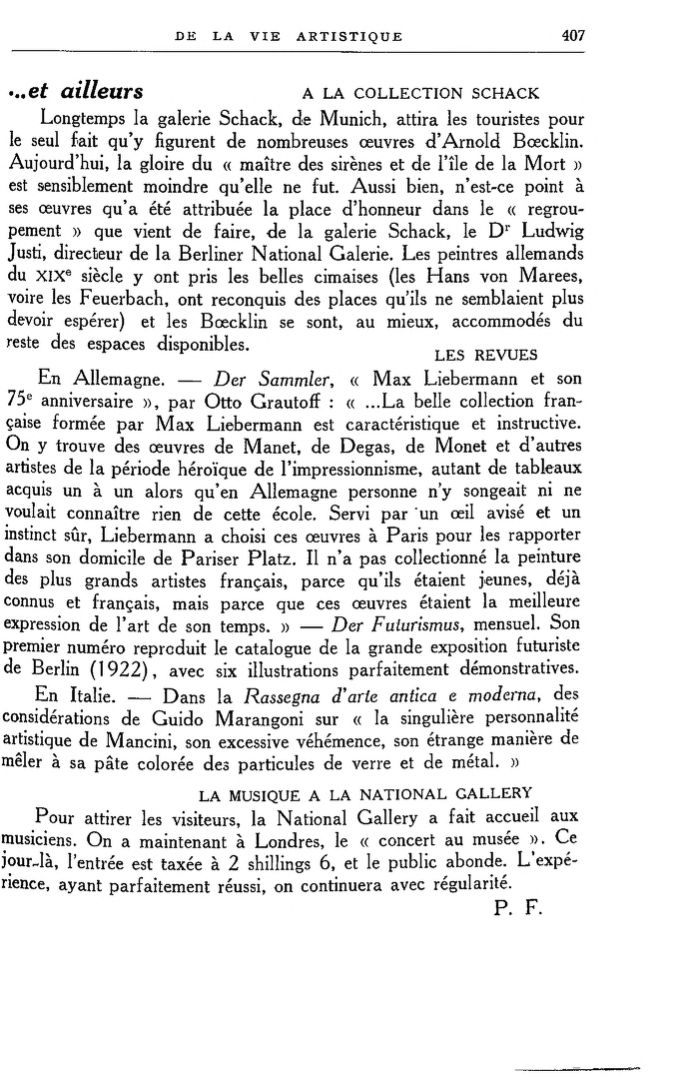 DE LA VIE ARTISTIQUE 407
...et ailleurs A LA COLLECTION SCHACK
Longtemps la galerie Schack, de Munich, attira les touristes pour
le seul fait qu'y figurent de nombreuses œuvres d'Arnold Bœcklin.
Aujourd'hui, la gloire du « maître des sirènes et de l'île de la Mort »
est sensiblement moindre qu'elle ne fut. Aussi bien, n'est-ce point à
ses œuvres qu'a été attribuée la place d'honneur dans le « regrou-
pement » que vient de faire, de la galerie Schack, le Dr Ludwig
Justi, directeur de la Berliner National Galerie. Les peintres allemands
du XIXe siècle y ont pris les belles cimaises (les Hans von Marees,
voire les Feuerbach, ont reconquis des places qu'ils ne semblaient plus
devoir espérer) et les Bœcklin se sont, au mieux, accommodés du
reste des espaces disponibles.
LES REVUES
En Allemagne. — Der Sammler, « Max Liebermann et son
75e anniversaire », par Otto Grautoff : « ...La belle collection fran-
çaise formée par Max Liebermann est caractéristique et instructive.
On y trouve des œuvres de Manet, de Degas, de Monet et d'autres
artistes de la période héroïque de l'impressionnisme, autant de tableaux
acquis un à un alors qu'en Allemagne personne n'y songeait ni ne
voulait connaître rien de cette école. Servi par un œil avisé et un
instinct sûr, Liebermann a choisi ces œuvres à Paris pour les rapporter
dans son domicile de Pariser Platz. Il n'a pas collectionné la peinture
des plus grands artistes français, parce qu'ils étaient jeunes, déjà
connus et français, mais parce que ces œuvres étaient la meilleure
expression de l'art de son temps. » — Der Futurismus, mensuel. Son
premier numéro reproduit le catalogue de la grande exposition futuriste
de Berlin (1922), avec six illustrations parfaitement démonstratives.
En Italie. — Dans la Rassegna d'arte antica e moderna, des
considérations de Guido Marangoni sur « la singulière personnalité
artistique de Mancini, son excessive véhémence, son étrange manière de
mêler à sa pâte colorée des particules de verre et de métal. »
LA MUSIQUE A LA NATIONAL GALLERY
Pour attirer les visiteurs, la National Gallery a fait accueil aux
musiciens. On a maintenant à Londres, le « concert au musée ». Ce
jour-là, l'entrée est taxée à 2 shillings 6, et le public abonde. L'expé-
rience, ayant parfaitement réussi, on continuera avec régularité.
P. F.